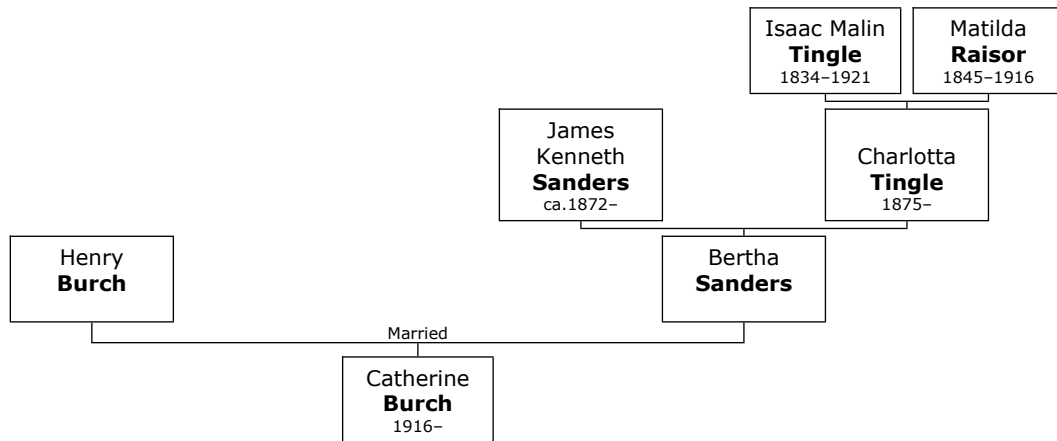 Isaac Malin
Tingle
1834–1921
Matilda
Raisor
1845–1916
James
Kenneth
Sanders
ca.1872–
Charlotta
Tingle
1875–
Henry
Burch
Bertha
Sanders
Married
Catherine
Burch
1916–